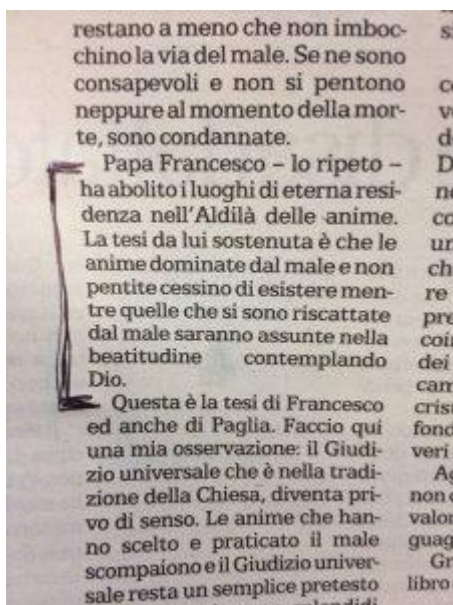 restano a meno che non imboc-
chino la via del male. Se ne sono
consapevoli e non si pentono
neppure al momento della mor-
te, sono condannate.
Papa Francesco – lo ripeto –
ha abolito i luoghi di eterna resi-
denza nell'Aldilà delle anime.
La tesi da lui sostenuta è che le
anime dominate dal male e non
pentite cessino di esistere men-
tre quelle che si sono riscattate
dal male saranno assunte nella
beatitudine contemplando
Dio.
Questa è la tesi di Francesco
ed anche di Paglia. Faccio qui
una mia osservazione: il Giudi-
zio universale che è nella tradi-
zione della Chiesa, diventa pri-
vo di senso. Le anime che han-
no scelto e praticato il male
scompaiono e il Giudizio univer-
sale resta un semplice pretesto
un
re
dei
veri
non
libro